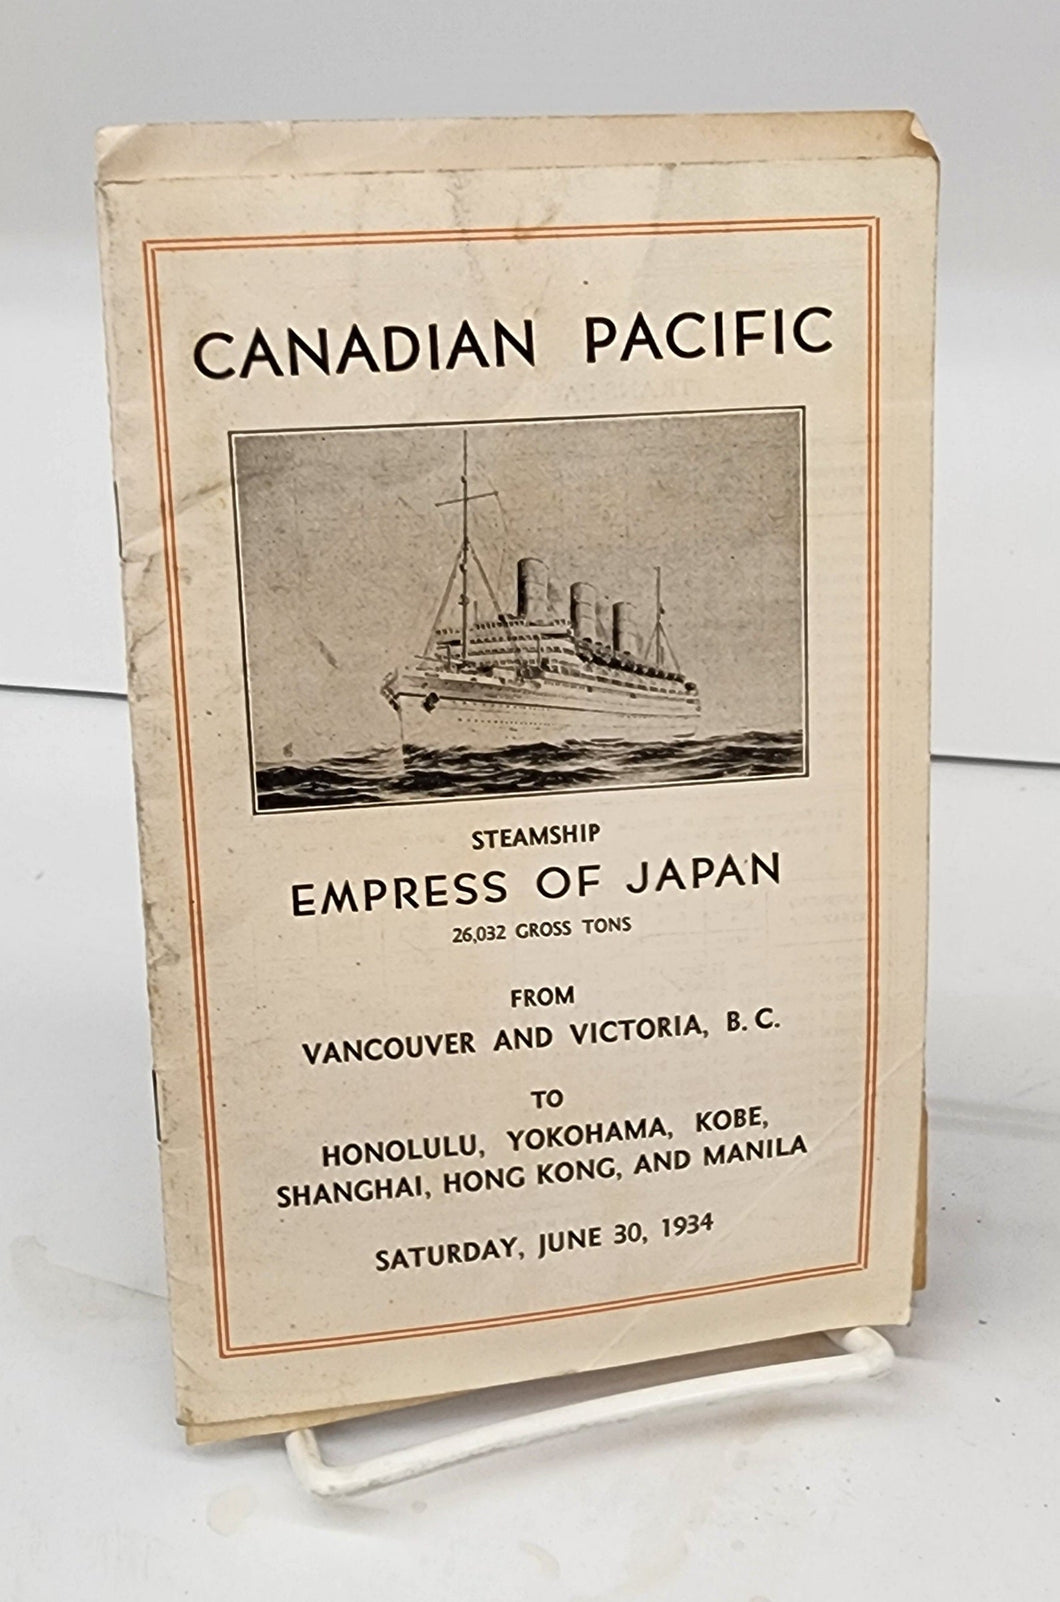 CANADIAN PACIFIC
STEAMSHIP
EMPRESS OF JAPAN
26,032 GROSS TONS
FROM
VANCOUVER AND VICTORIA, B. C.
TO
HONOLULU, YOKOHAMA, KOBE,
SHANGHAI, HONG KONG, AND MANILA
SATURDAY, JUNE 30, 1934